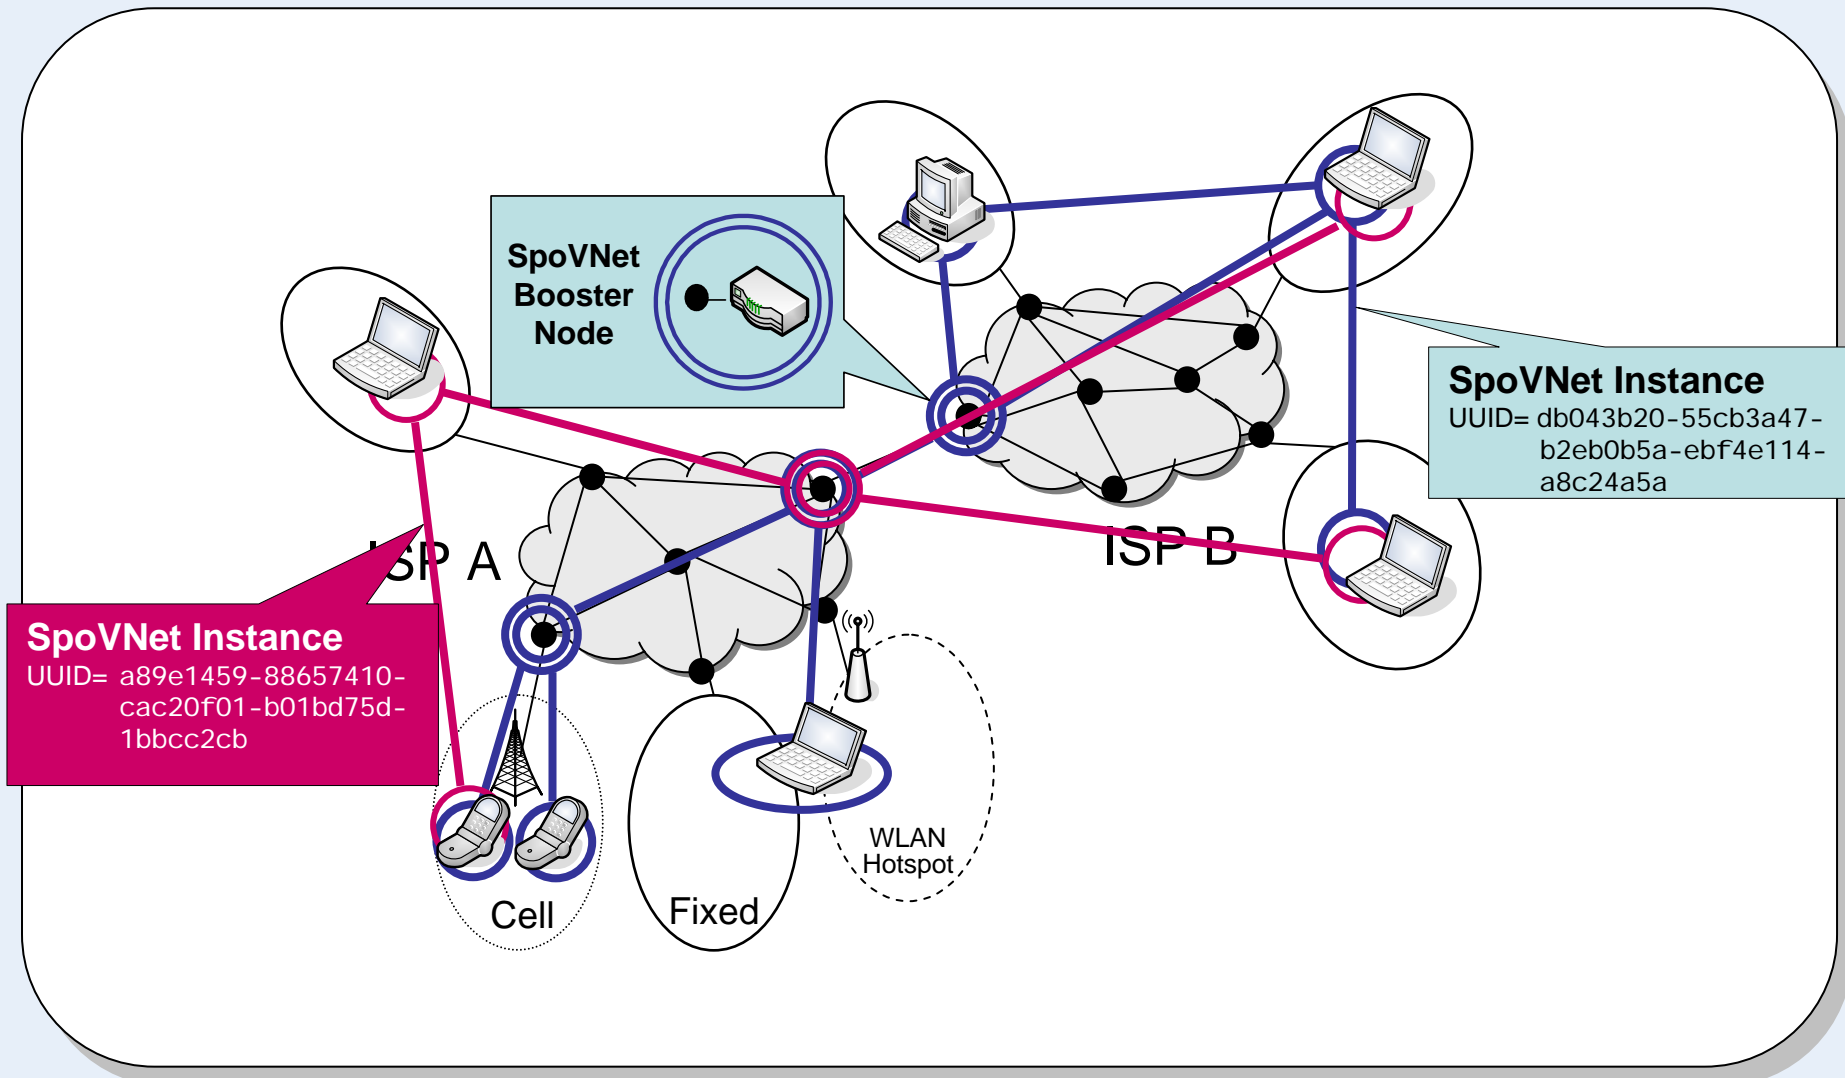 SpoVNet
Booster
Node
SpoVNet Instance
UUID= db043b20-55cb3a47-
b2eb0b5a-ebf4e114-
a8c24a5a
ISP A
ISP B
SpoVNet Instance
UUID= a89e1459-88657410-
cac20f01-b01bd75d-
1bbcc2cb
WLAN
Hotspot
Cell
Fixed